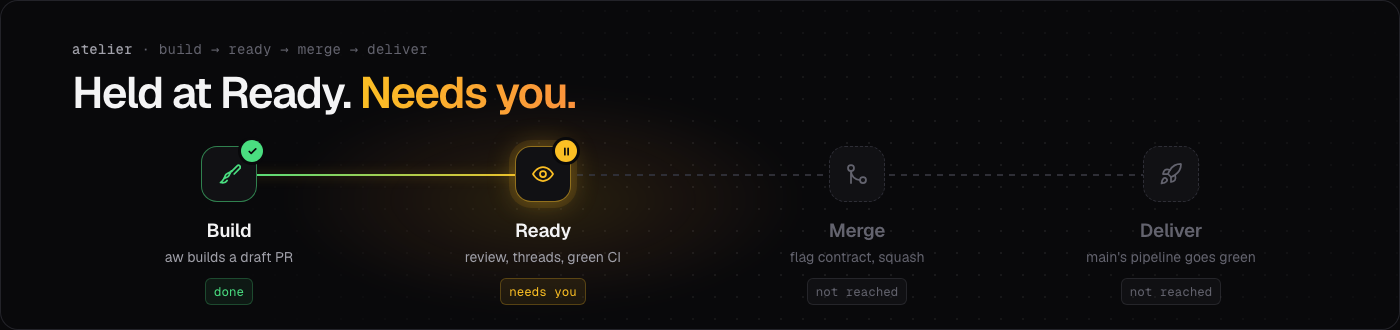 atelier · build → ready → merge → deliver
Held at Ready. Needs you.
Build
aw builds a draft PR
done
Ready
review, threads, green CI
needs you
Merge
flag contract, squash
not reached
Deliver
main's pipeline goes green
not reached